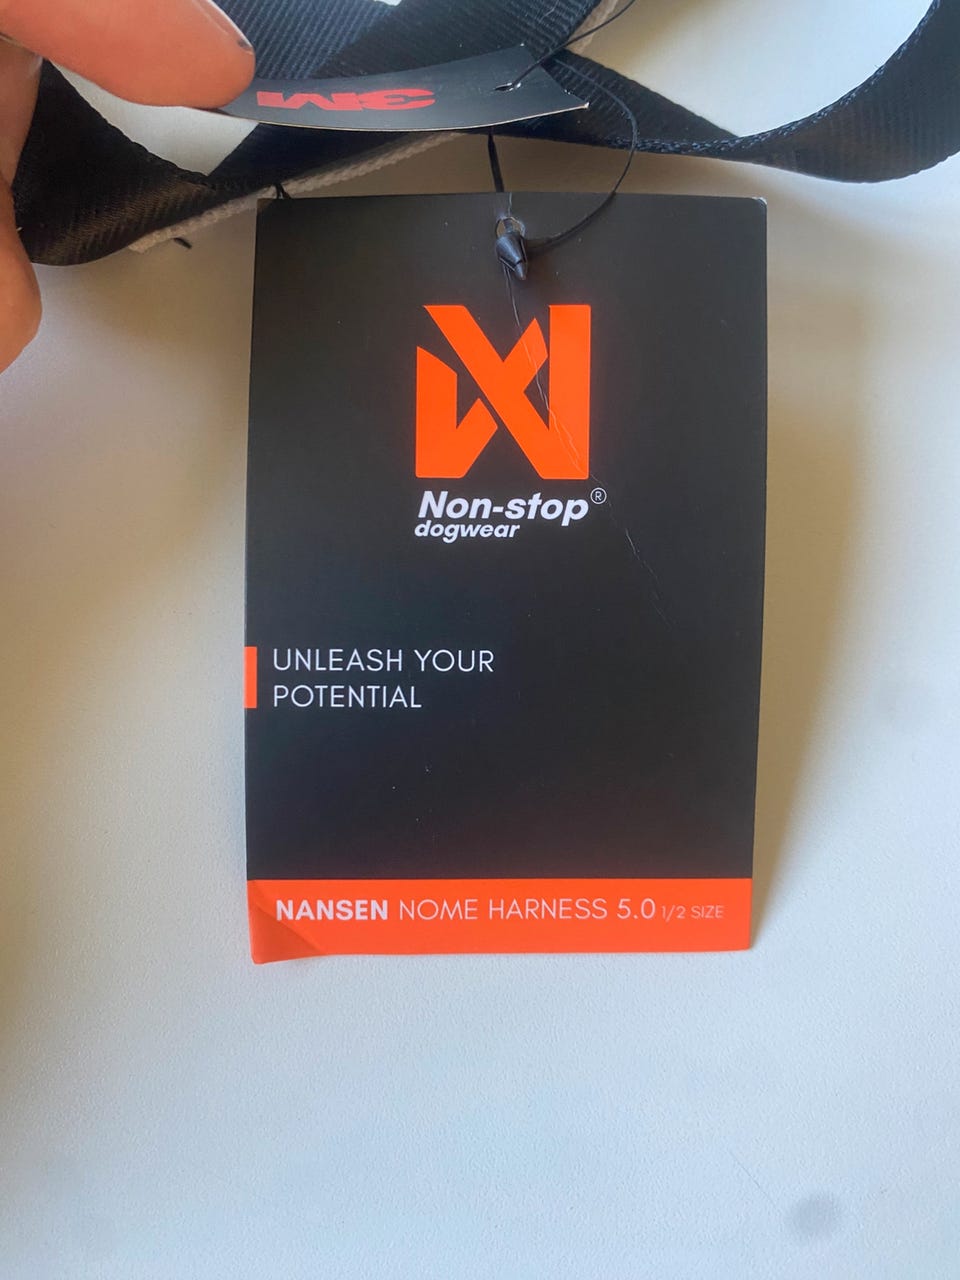 3M
Non-stop®
dogwear
UNLEASH YOUR
POTENTIAL
NANSEN NOME HARNESS 5.0 1/2 SIZE